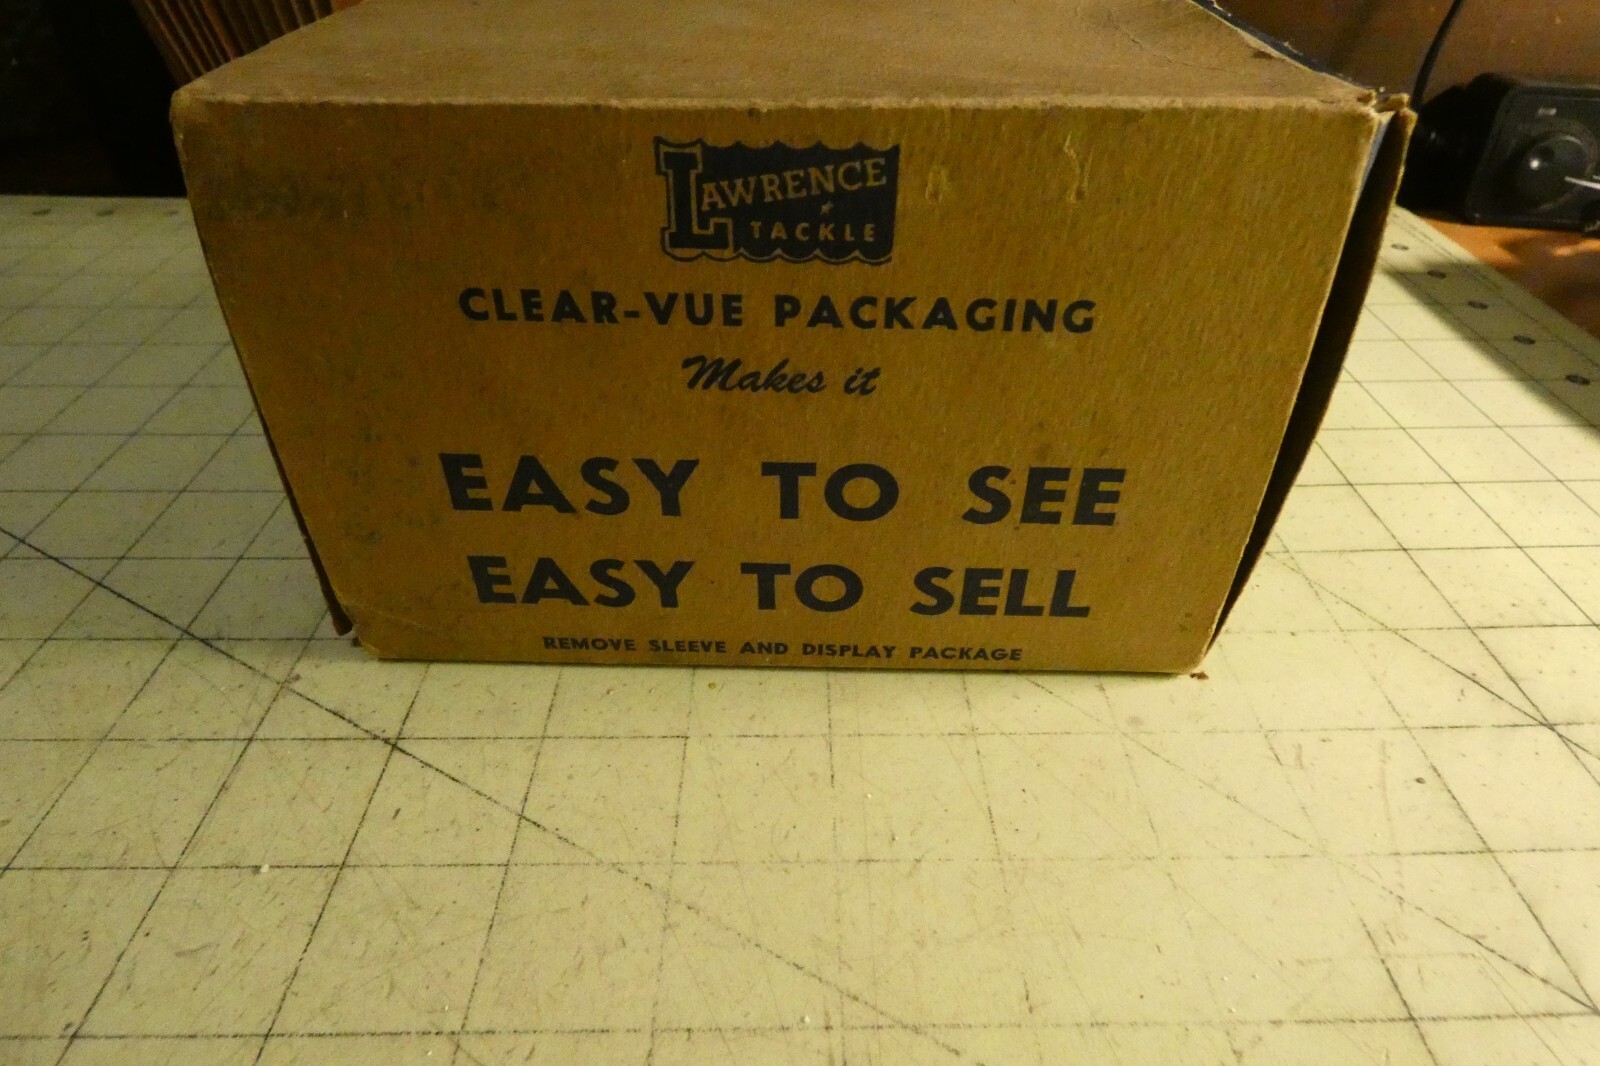 LAWRENCE
TACKLE
CLEAR-VUE PACKAGING
Makes it
EASY TO SEE
EASY TO SELL
REMOVE SLEEVE AND DISPLAY PACKAGE